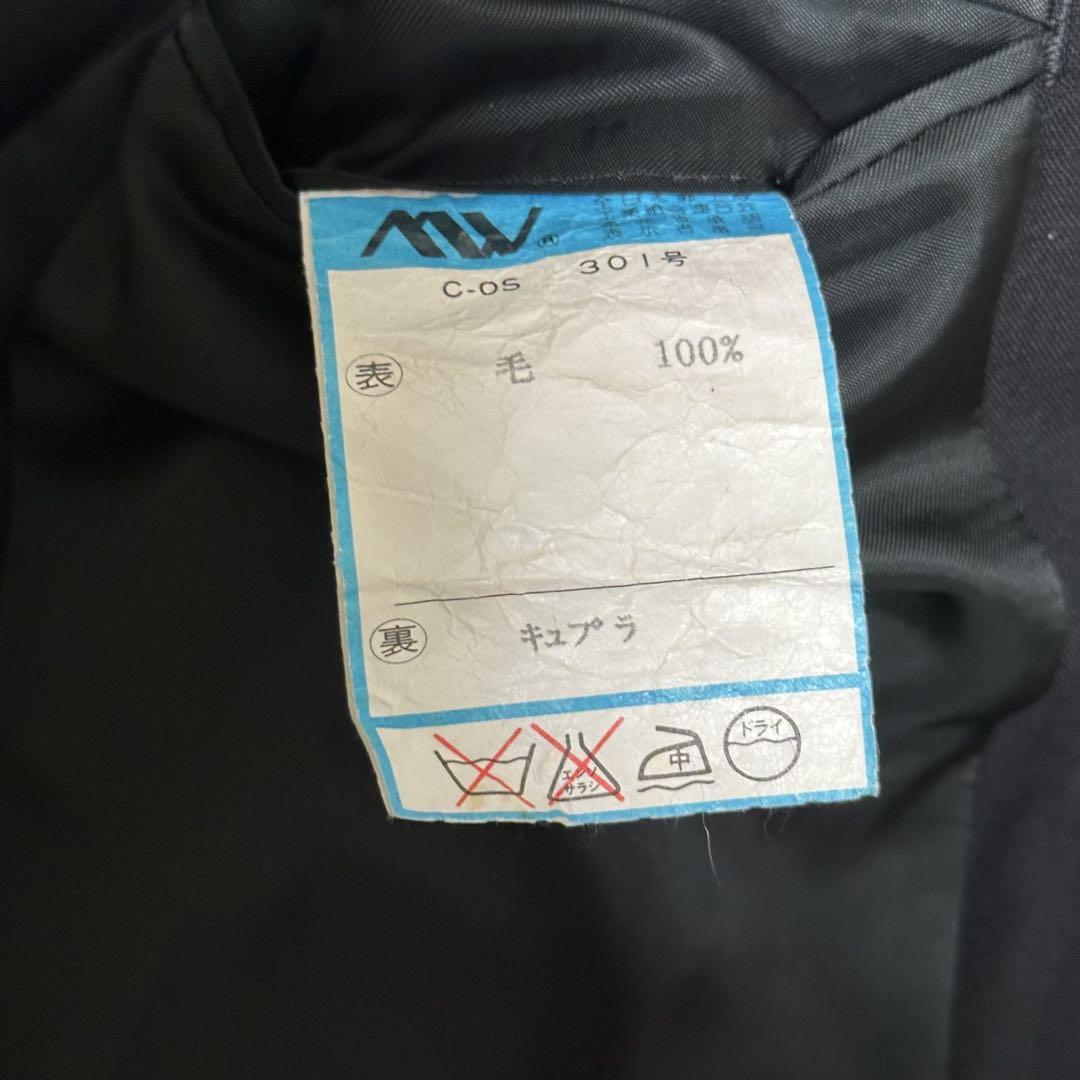 MW®
C-OS 301号
表 毛 100%
裏 キュプラ
エンソ
サラシ
中
ドライ